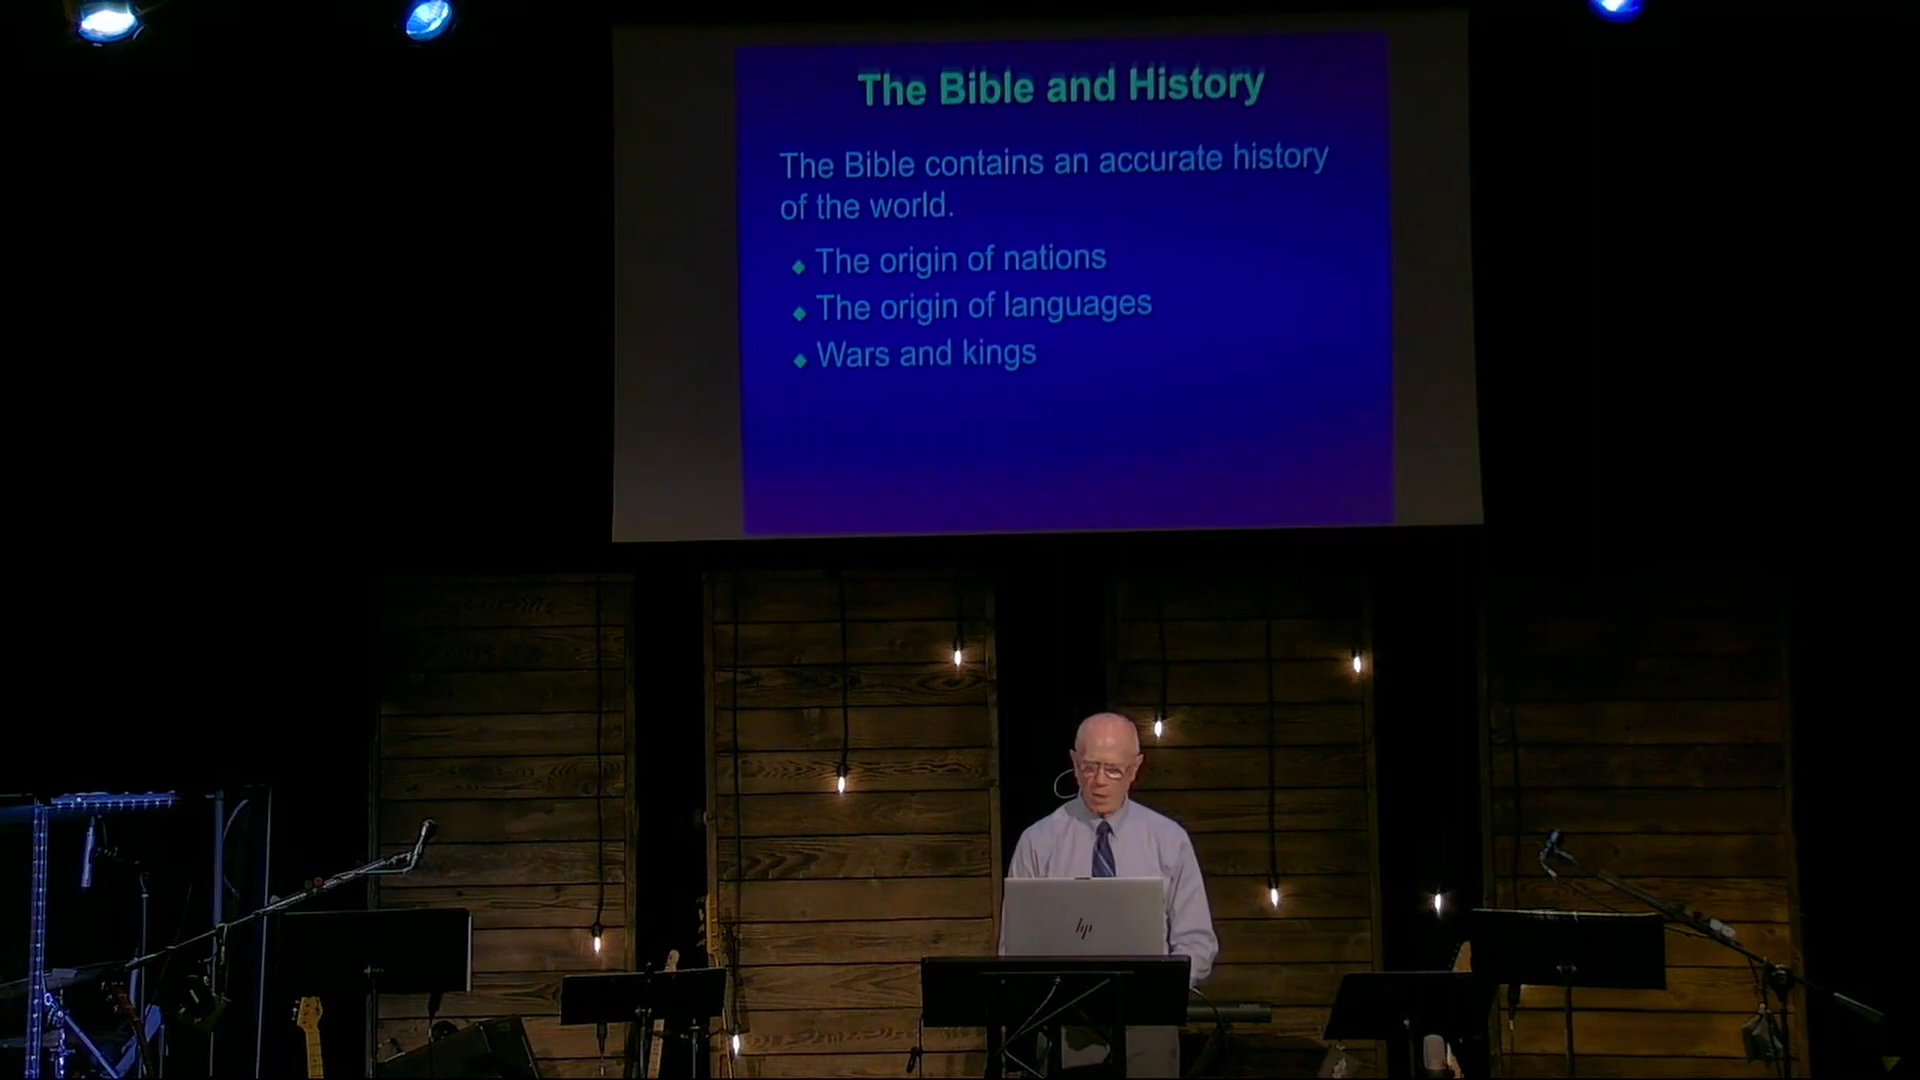 The Bible and History
The Bible contains an accurate history
of the world.
The origin of nations
The origin of languages
Wars and kings
hp